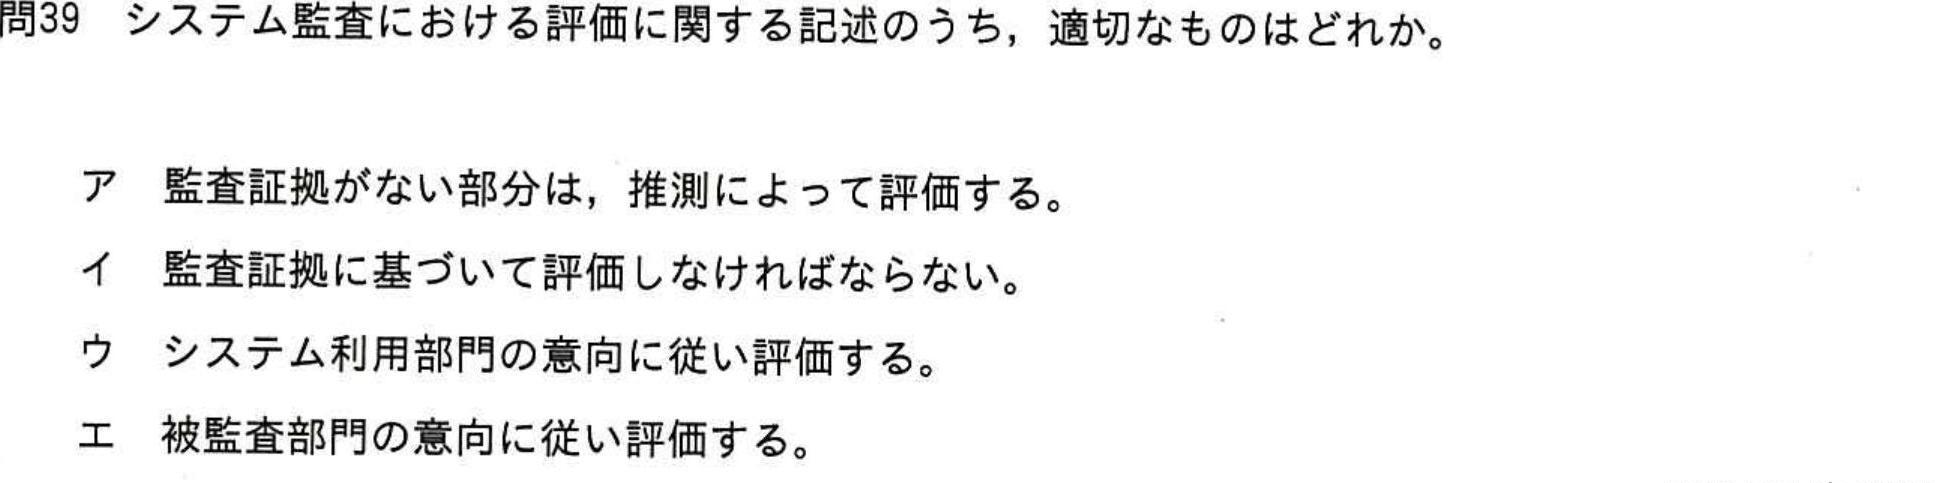 問39 システム監査における評価に関する記述のうち，適切なものはどれか。
ア 監査証拠がない部分は，推測によって評価する。
イ 監査証拠に基づいて評価しなければならない。
ウ システム利用部門の意向に従い評価する。
エ 被監査部門の意向に従い評価する。